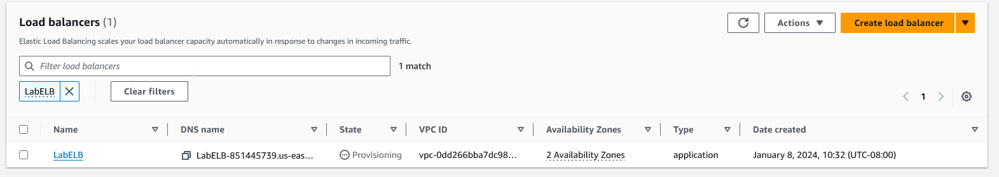 Load balancers (1)
Actions
Create load balancer
Elastic Load Balancing scales your load balancer capacity automatically in response to changes in incoming traffic.
Filter load balancers
1 match
LabELB
Clear filters
1
Name DNS name State VPC ID Availability Zones Type Date created
LabELB LabELB-851445739.us-eas... Provisioning vpc-0dd266bba7dc98... 2 Availability Zones application January 8, 2024, 10:32 (UTC-08:00)